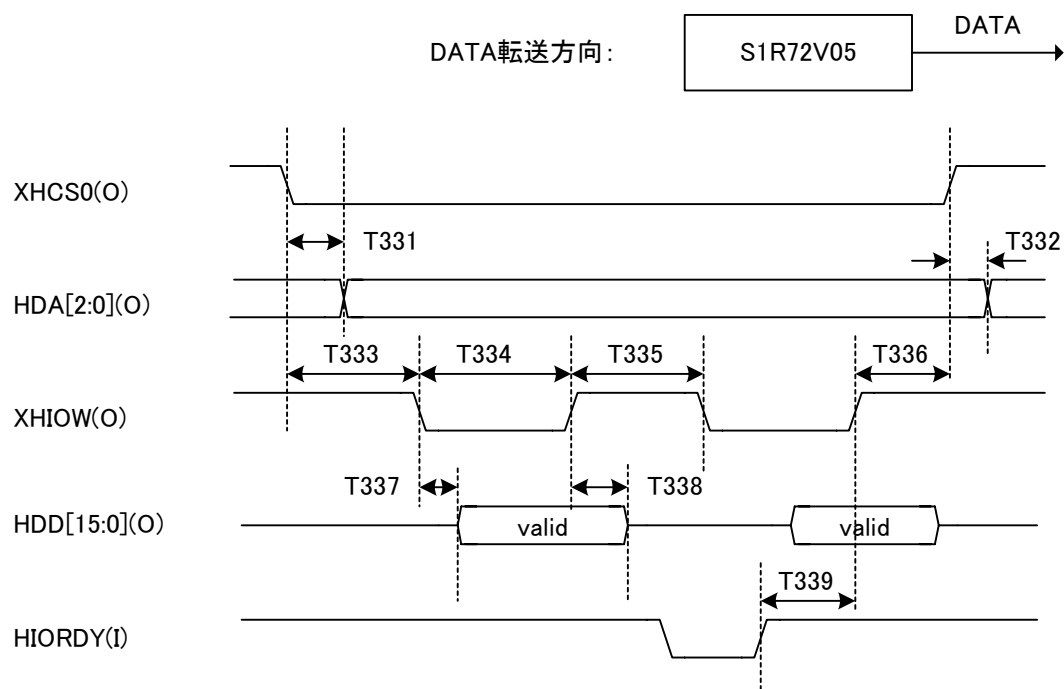 DATA
DATA転送方向:
S1R72V05
XHCS0(O)
T331
T332
HDA[2:0](O)
T333
T334
T335
T336
XHIOW(O)
T337
T338
HDD[15:0](O)
valid
valid
T339
HIORDY(I)